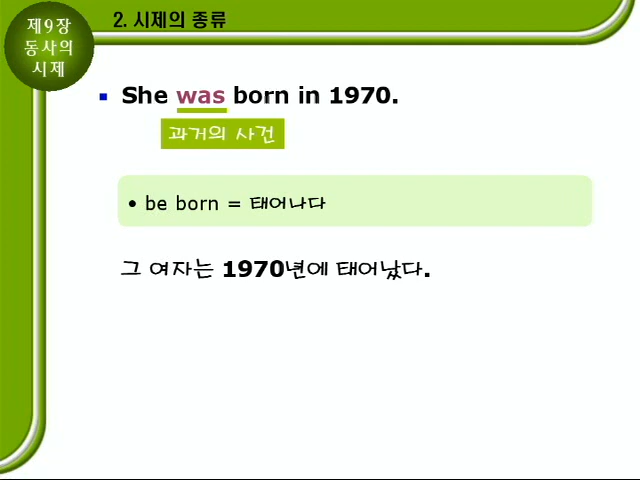 제9장
동사의
시제
2. 시제의 종류
▪ She was born in 1970.
과거의 사건
• be born = 태어나다
그 여자는 1970년에 태어났다.